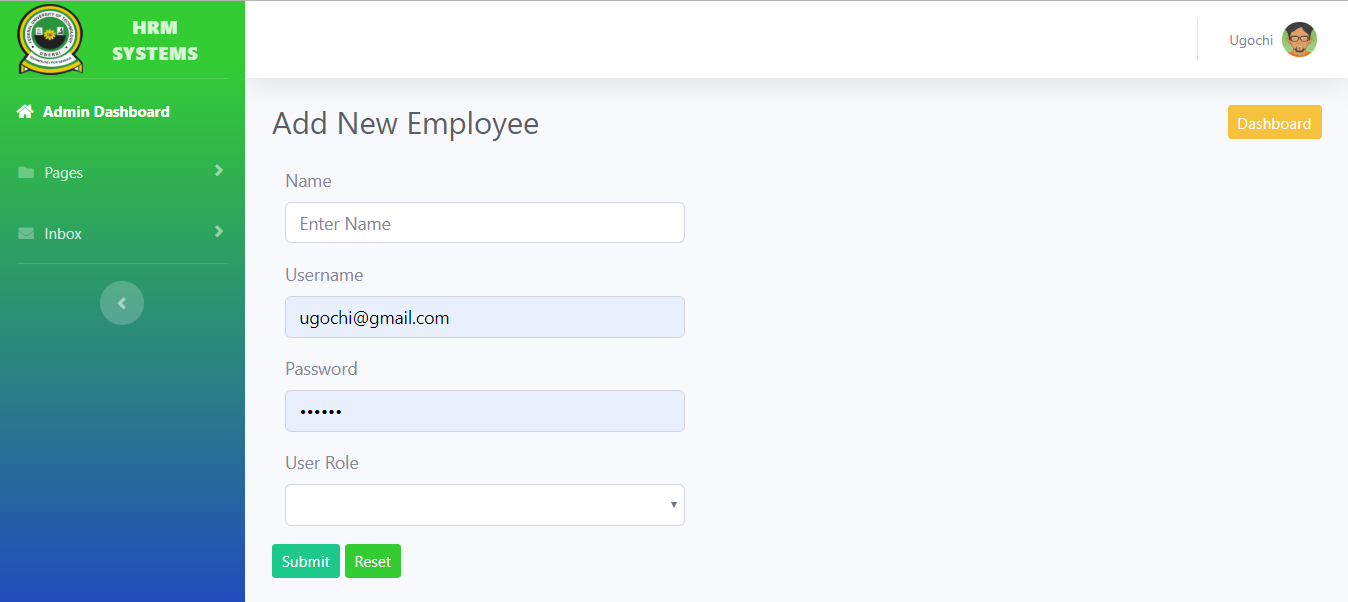 HRM
SYSTEMS
Ugochi
Admin Dashboard
Pages
Inbox
Add New Employee
Dashboard
Name
Enter Name
Username
ugochi@gmail.com
Password
••••••
User Role
Submit
Reset